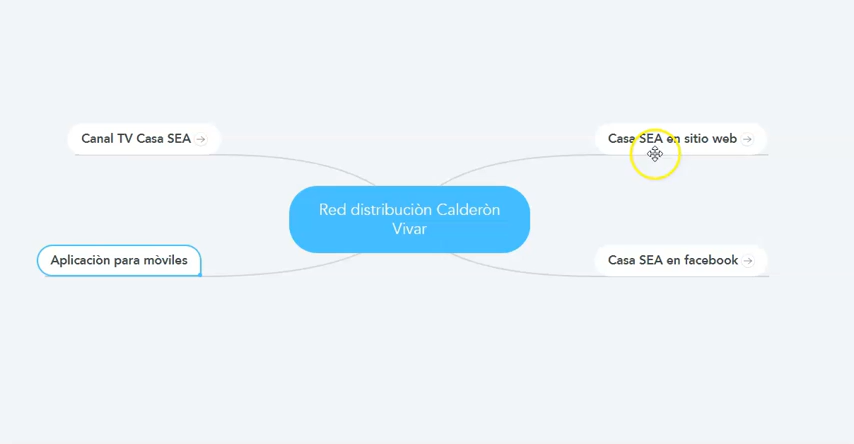 Canal TV Casa SEA
Casa SEA en sitio web
Red distribuciòn Calderòn
Vivar
Aplicaciòn para mòviles
Casa SEA en facebook